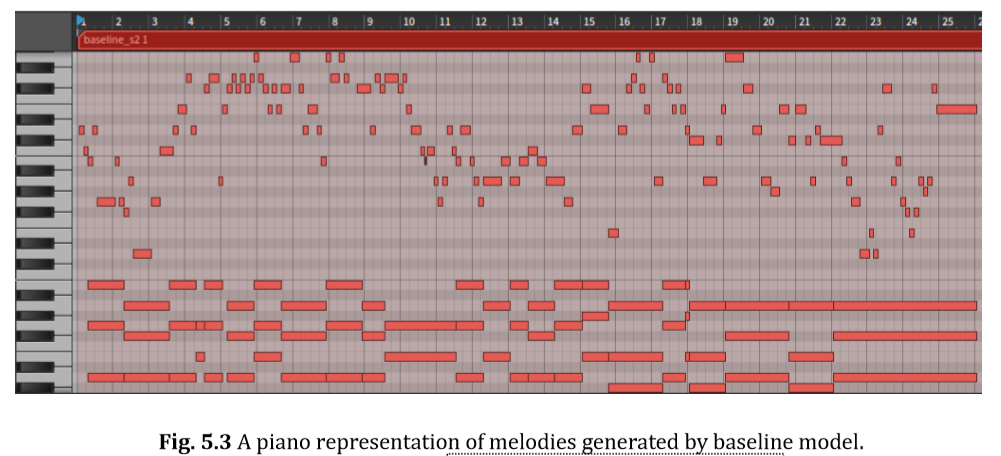 1 2 3 4 5 6 7 8 9 10 11 12 13 14 15 16 17 18 19 20 21 22 23 24 25 2
baseline_s2 1
Fig. 5.3 A piano representation of melodies generated by baseline model.